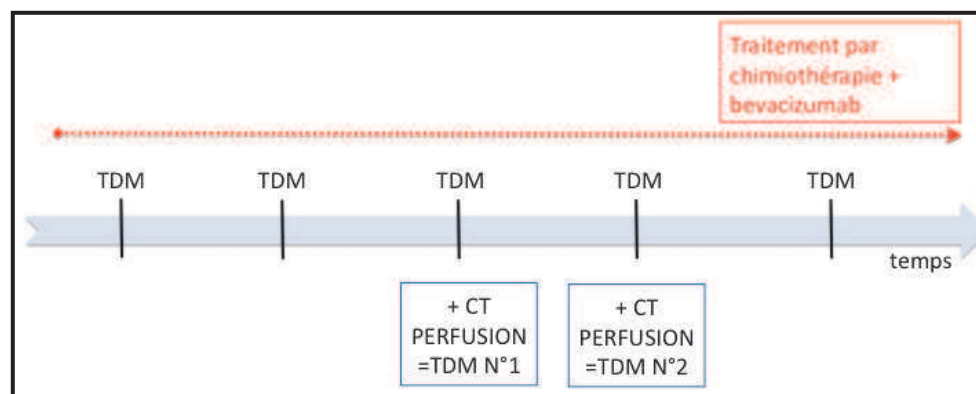 Traitement par
chimiothérapie +
bevacizumab
TDM TDM TDM TDM TDM
temps
+ CT
PERFUSION
=TDM N°1
+ CT
PERFUSION
=TDM N°2